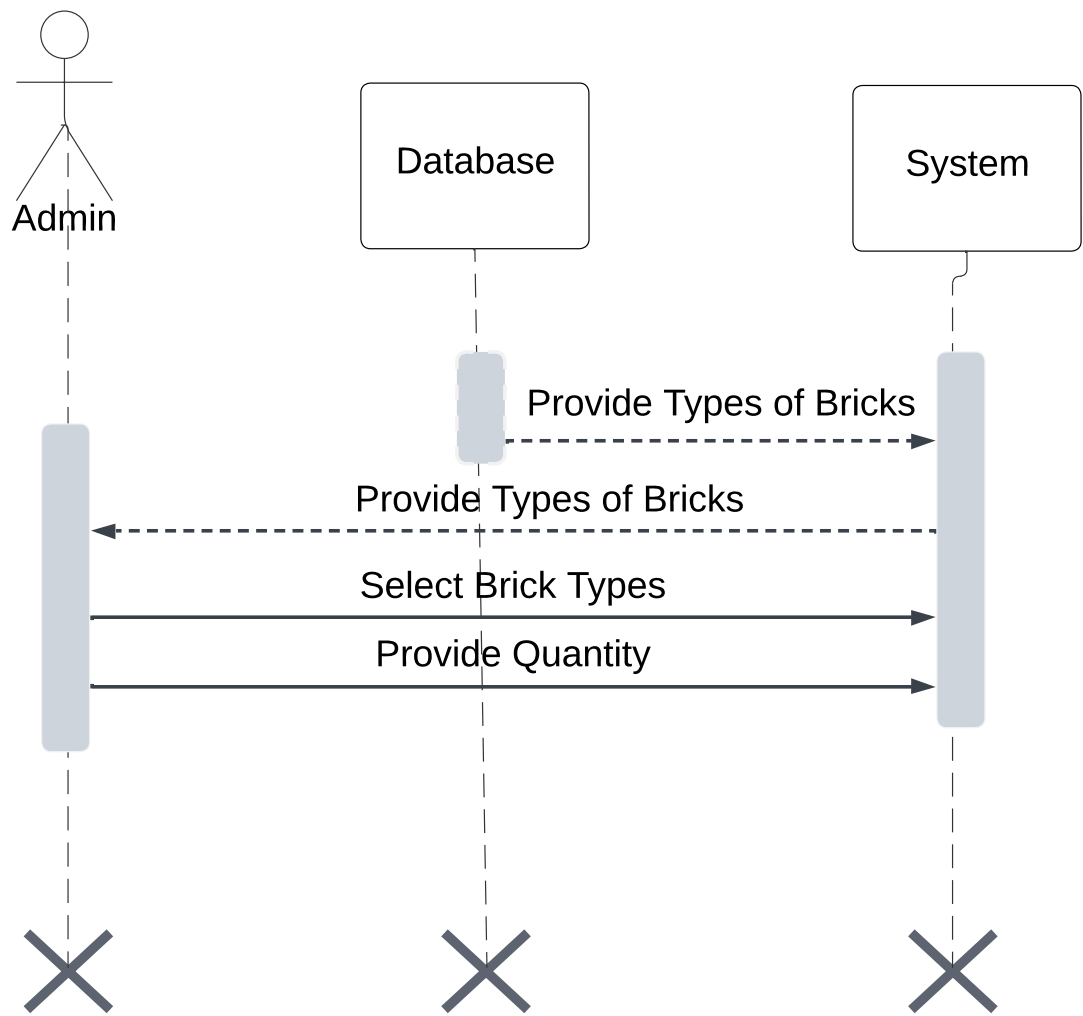 Admin
Database
System
Provide Types of Bricks
Provide Types of Bricks
Select Brick Types
Provide Quantity